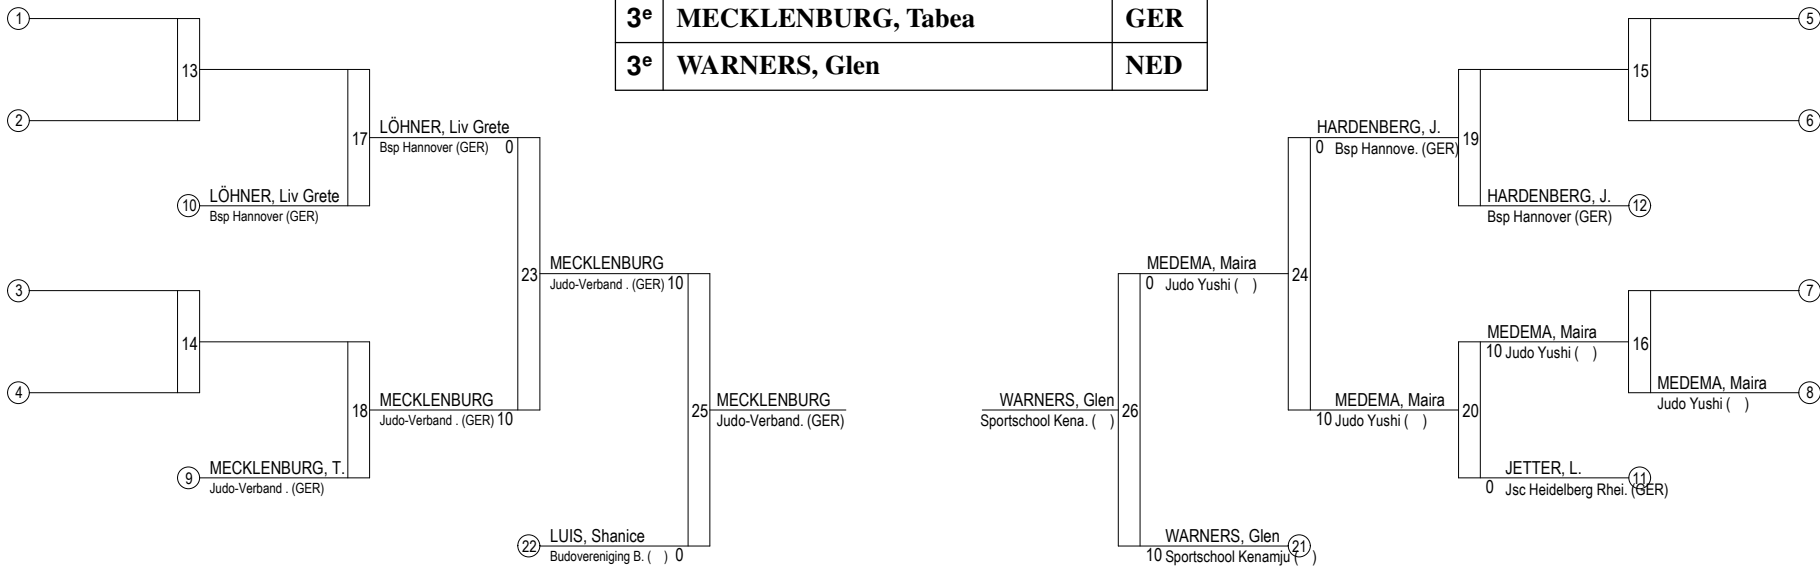 3e MECKLENBURG, Tabea GER
3e WARNERS, Glen NED
1
13
2
17
LÖHNER, Liv Grete
Bsp Hannover (GER) 0
10 LÖHNER, Liv Grete
Bsp Hannover (GER)
23
MECKLENBURG
Judo-Verband . (GER) 10
3
14
4
18
MECKLENBURG
Judo-Verband . (GER) 10
9 MECKLENBURG, T.
Judo-Verband . (GER)
25
MECKLENBURG
Judo-Verband. (GER)
22 LUIS, Shanice
Budovereniging B. ( ) 0
5
15
6
HARDENBERG, J.
0 Bsp Hannove. (GER)
19
HARDENBERG, J.
Bsp Hannover (GER) 12
MEDEMA, Maira
0 Judo Yushi ( )
24
7
MEDEMA, Maira
10 Judo Yushi ( )
16
MEDEMA, Maira
Judo Yushi ( ) 8
WARNERS, Glen
Sportschool Kena. ( )
26
MEDEMA, Maira
10 Judo Yushi ( )
20
JETTER, L.
0 Jsc Heidelberg Rhei. (GER) 11
WARNERS, Glen
10 Sportschool Kenamju ( ) 21